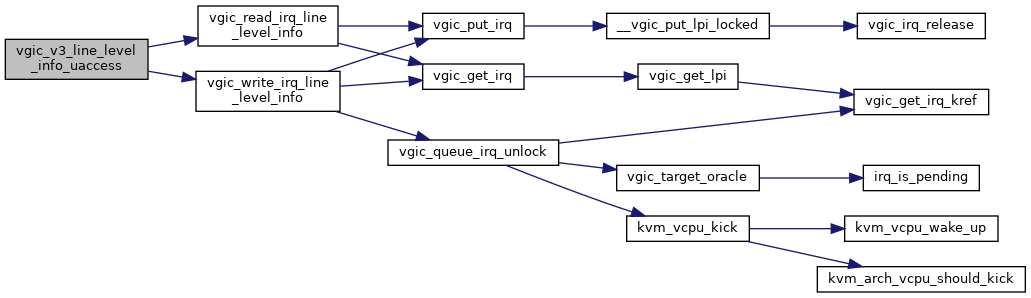 vgic_v3_line_level
_info_uaccess
vgic_read_irq_line
_level_info
vgic_write_irq_line
_level_info
vgic_put_irq
vgic_get_irq
vgic_queue_irq_unlock
__vgic_put_lpi_locked
vgic_get_lpi
vgic_target_oracle
kvm_vcpu_kick
vgic_irq_release
vgic_get_irq_kref
irq_is_pending
kvm_vcpu_wake_up
kvm_arch_vcpu_should_kick